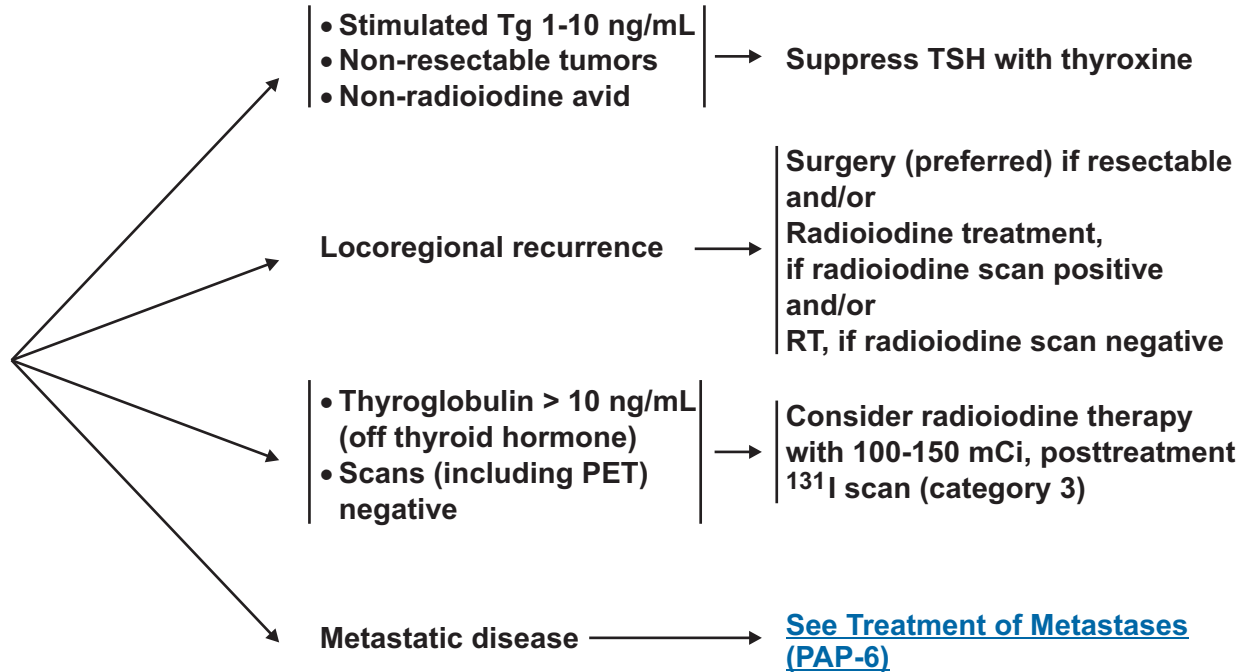 • Stimulated Tg 1-10 ng/mL
• Non-resectable tumors
• Non-radioiodine avid
Suppress TSH with thyroxine
Locoregional recurrence
Surgery (preferred) if resectable
and/or
Radioiodine treatment,
if radioiodine scan positive
and/or
RT, if radioiodine scan negative
• Thyroglobulin > 10 ng/mL
(off thyroid hormone)
• Scans (including PET)
negative
Consider radioiodine therapy
with 100-150 mCi, posttreatment
¹³¹I scan (category 3)
Metastatic disease
See Treatment of Metastases
(PAP-6)